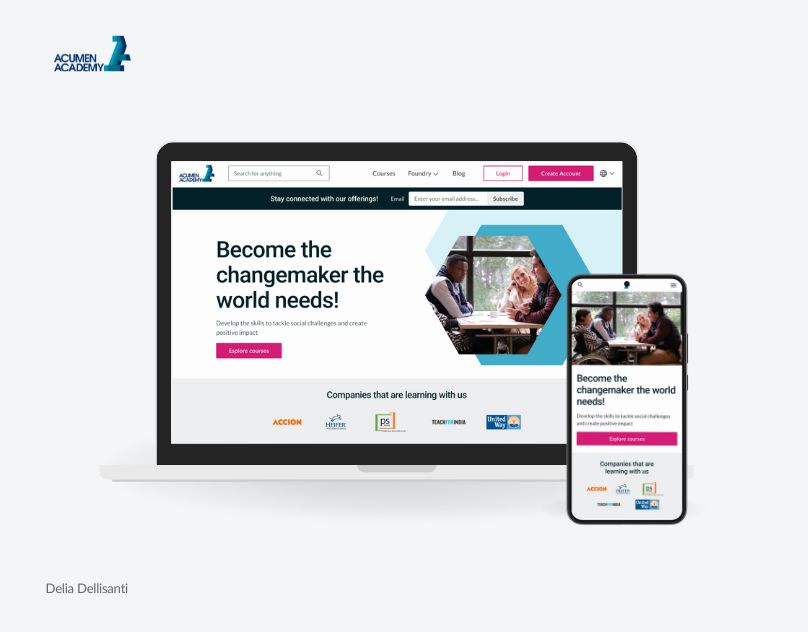 ACUMEN
ACADEMY
ACUMEN
ACADEMY
Search for anything
Courses
Foundry
Blog
Login
Create Account
Stay connected with our offerings!
Email
Enter your email address...
Subscribe
Become the
changemaker the
world needs!
Develop the skills to tackle social challenges and create
positive impact
Explore courses
Companies that are learning with us
ACCION
HEIFER
ps
TEACHFORINDIA
United
Way
Become the
changemaker the world
needs!
Develop the skills to tackle social challenges
and create positive impact
Explore courses
Companies that are
learning with us
ACCION
HEIFER
ps
TEACHFORINDIA
United
Way
Delia Dellisanti